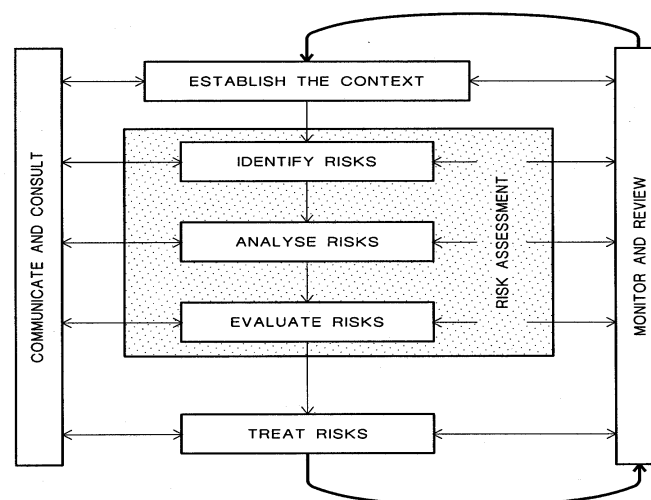 ESTABLISH THE CONTEXT
COMMUNICATE AND CONSULT
IDENTIFY RISKS
ANALYSE RISKS
EVALUATE RISKS
RISK ASSESSMENT
MONITOR AND REVIEW
TREAT RISKS